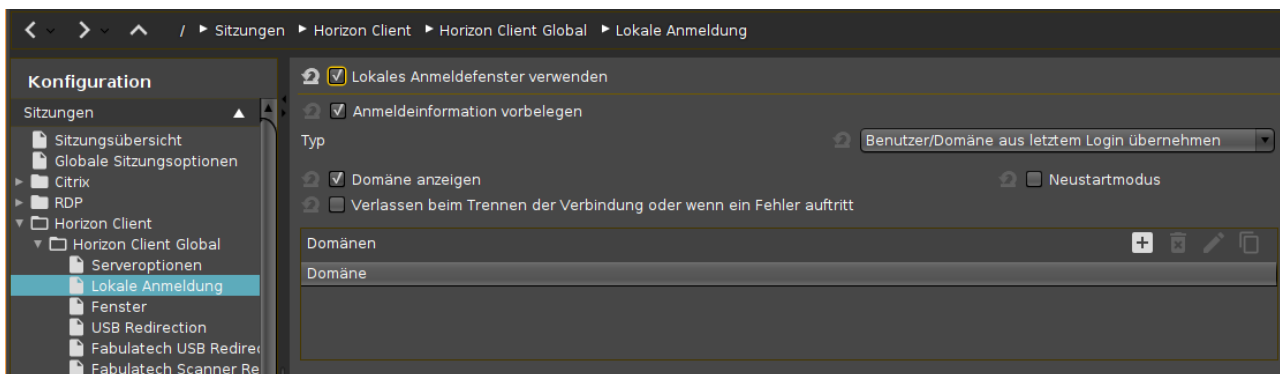 / Sitzungen Horizon Client Horizon Client Global Lokale Anmeldung
Konfiguration
Sitzungen
Sitzungsübersicht
Globale Sitzungsoptionen
Citrix
RDP
Horizon Client
Horizon Client Global
Serveroptionen
Lokale Anmeldung
Fenster
USB Redirection
Fabulatech USB Redirec
Fabulatech Scanner Re
Lokales Anmeldefenster verwenden
Anmeldeinformation vorbelegen
Typ Benutzer/Domäne aus letztem Login übernehmen
Domäne anzeigen Neustartmodus
Verlassen beim Trennen der Verbindung oder wenn ein Fehler auftritt
Domänen
Domäne